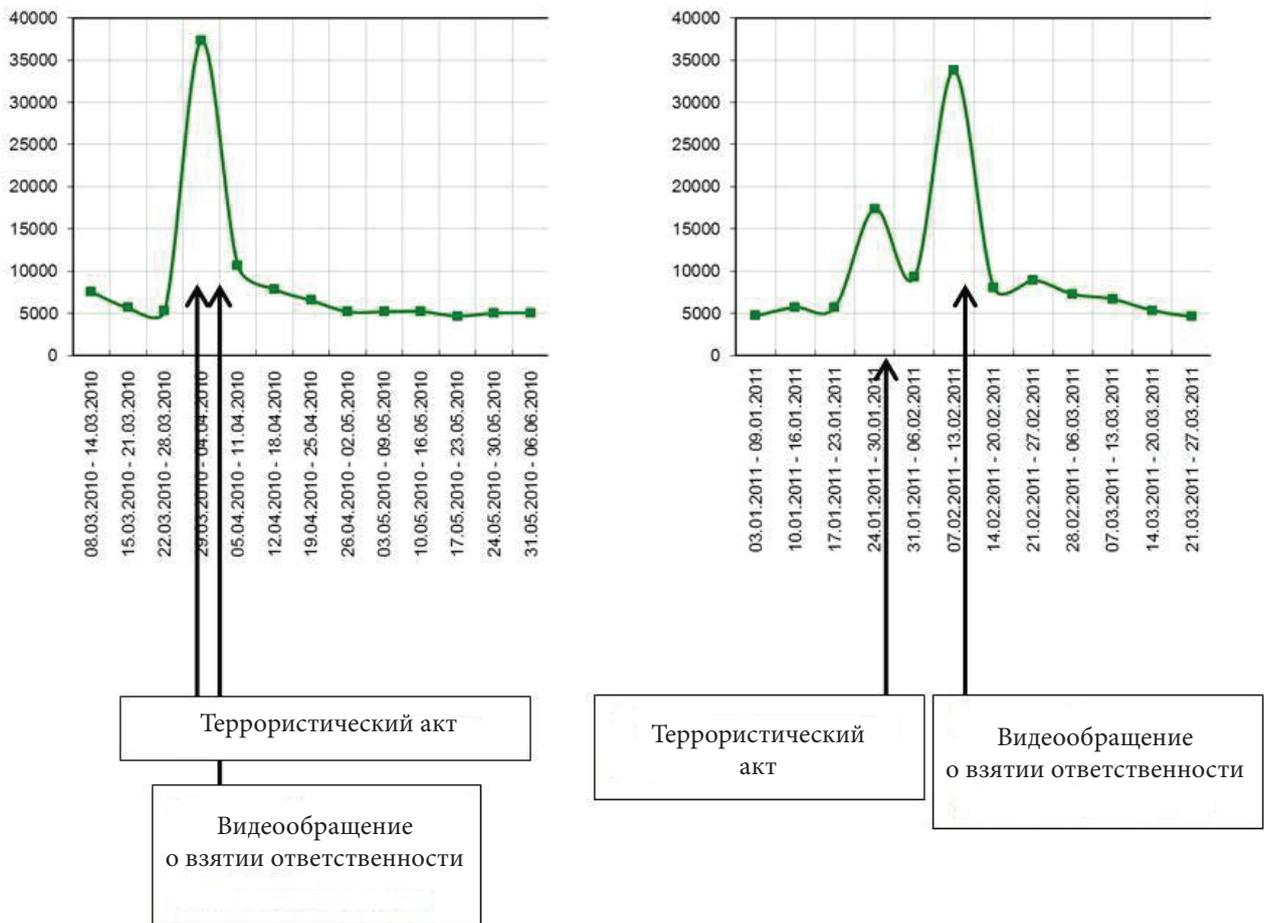 40000
35000
30000
25000
20000
15000
10000
5000
0
08.03.2010 - 14.03.2010
15.03.2010 - 21.03.2010
22.03.2010 - 28.03.2010
29.03.2010 - 04.04.2010
05.04.2010 - 11.04.2010
12.04.2010 - 18.04.2010
19.04.2010 - 25.04.2010
26.04.2010 - 02.05.2010
03.05.2010 - 09.05.2010
10.05.2010 - 16.05.2010
17.05.2010 - 23.05.2010
24.05.2010 - 30.05.2010
31.05.2010 - 06.06.2010
Террористический акт
Видеообращение
о взятии ответственности
40000
35000
30000
25000
20000
15000
10000
5000
0
03.01.2011 - 09.01.2011
10.01.2011 - 16.01.2011
17.01.2011 - 23.01.2011
24.01.2011 - 30.01.2011
31.01.2011 - 06.02.2011
07.02.2011 - 13.02.2011
14.02.2011 - 20.02.2011
21.02.2011 - 27.02.2011
28.02.2011 - 06.03.2011
07.03.2011 - 13.03.2011
14.03.2011 - 20.03.2011
21.03.2011 - 27.03.2011
Террористический
акт
Видеообращение
о взятии ответственности